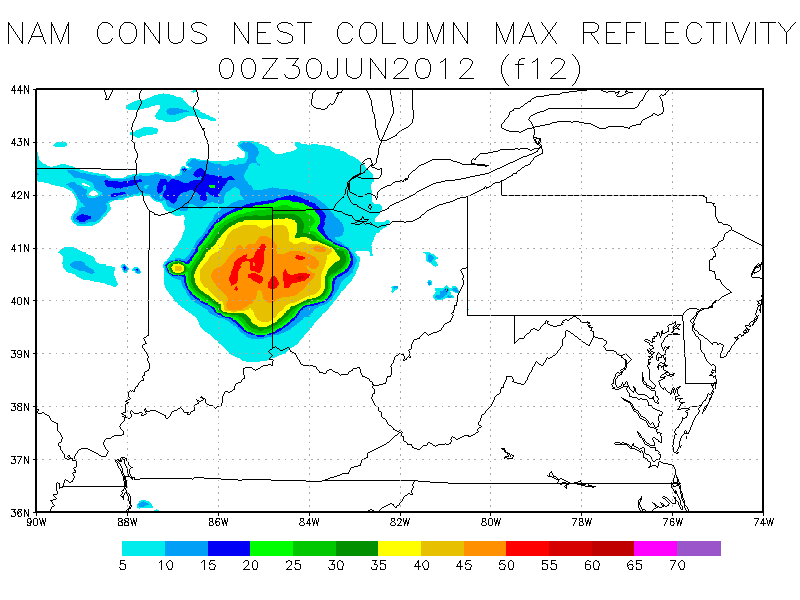 NAM CONUS NEST COLUMN MAX REFLECTIVITY
00Z30JUN2012 (f12)
44N
43N
42N
41N
40N
39N
38N
37N
36N
90W 88W 86W 84W 82W 80W 78W 76W 74W
5 10 15 20 25 30 35 40 45 50 55 60 65 70